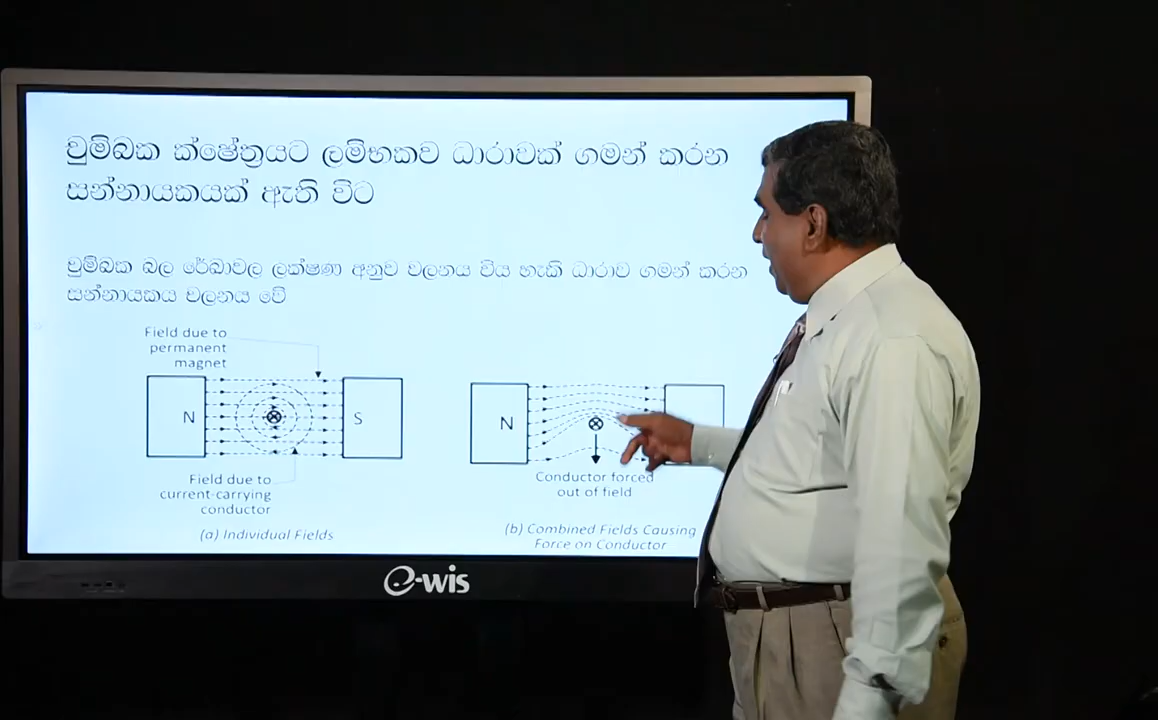 චුම්බක ක්ෂේත්‍රයට ලම්භකව ධාරාවක් ගමන් කරන
සන්නායකයක් ඇති විට
චුම්බක බල රේඛාවල ලක්ෂණ අනුව චලනය විය හැකි ධාරාව ගමන් කරන
සන්නායකය චලනය වේ
Field due to
permanent
magnet
N
S
Field due to
current-carrying
conductor
(a) Individual Fields
N
Conductor forced
out of field
(b) Combined Fields Causing
Force on Conductor
e-wis